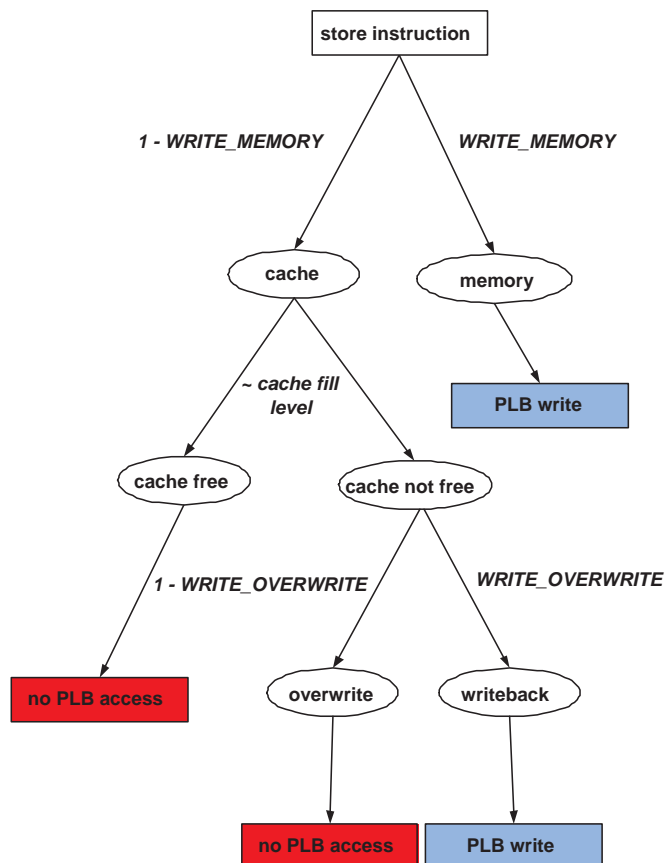 store instruction
1 - WRITE_MEMORY
WRITE_MEMORY
cache
memory
~ cache fill
level
PLB write
cache free
cache not free
1 - WRITE_OVERWRITE
WRITE_OVERWRITE
no PLB access
overwrite
writeback
no PLB access
PLB write